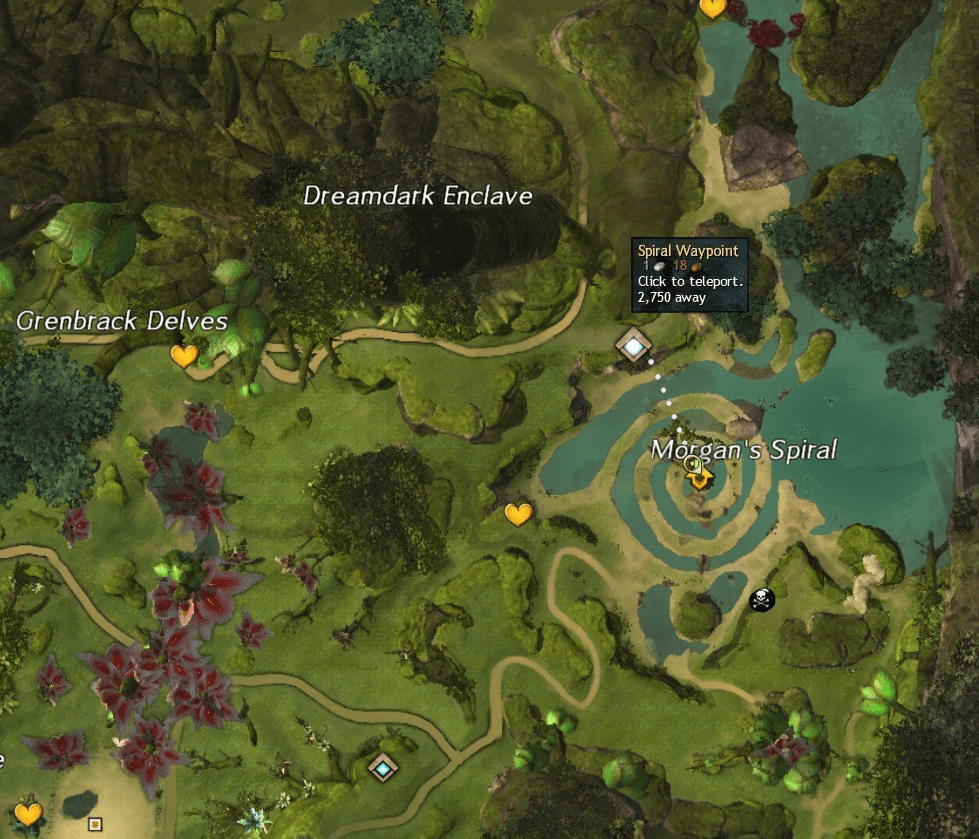 Dreamdark Enclave
Spiral Waypoint
1 18
Click to teleport.
2,750 away
Grenbrack Delves
Morgan's Spiral
e